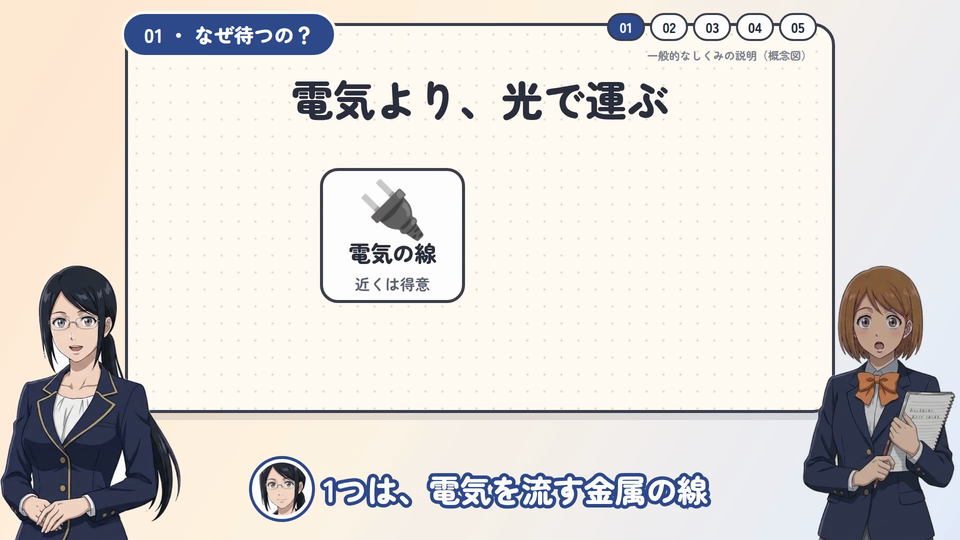 01 ・ なぜ待つの？
01 02 03 04 05
一般的なしくみの説明（概念図）
電気より、光で運ぶ
電気の線
近くは得意
1つは、電気を流す金属の線